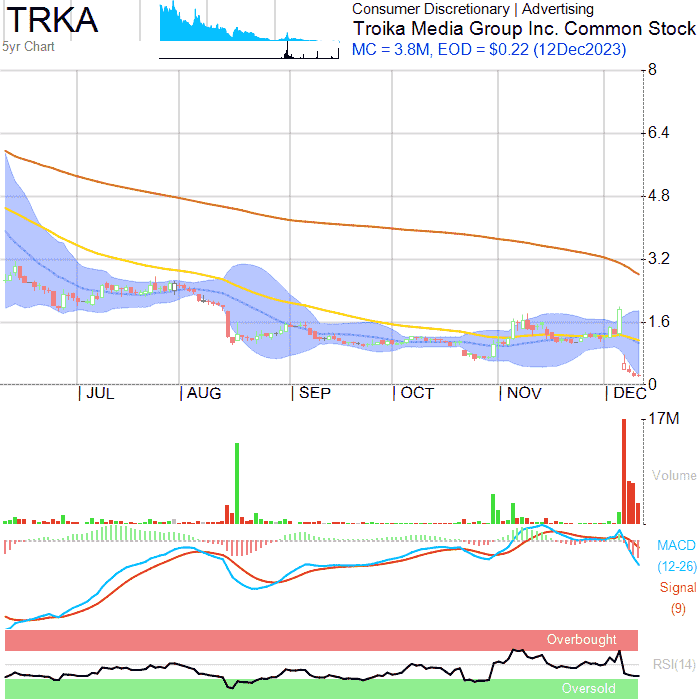 TRKA
Consumer Discretionary | Advertising
5yr Chart
Troika Media Group Inc. Common Stock
MC = 3.8M, EOD = $0.22 (12Dec2023)
8
6.4
4.8
3.2
1.6
0
| JUL | AUG | SEP | OCT | NOV | DEC
17M
Volume
MACD
(12-26)
Signal
(9)
Overbought
RSI(14)
Oversold